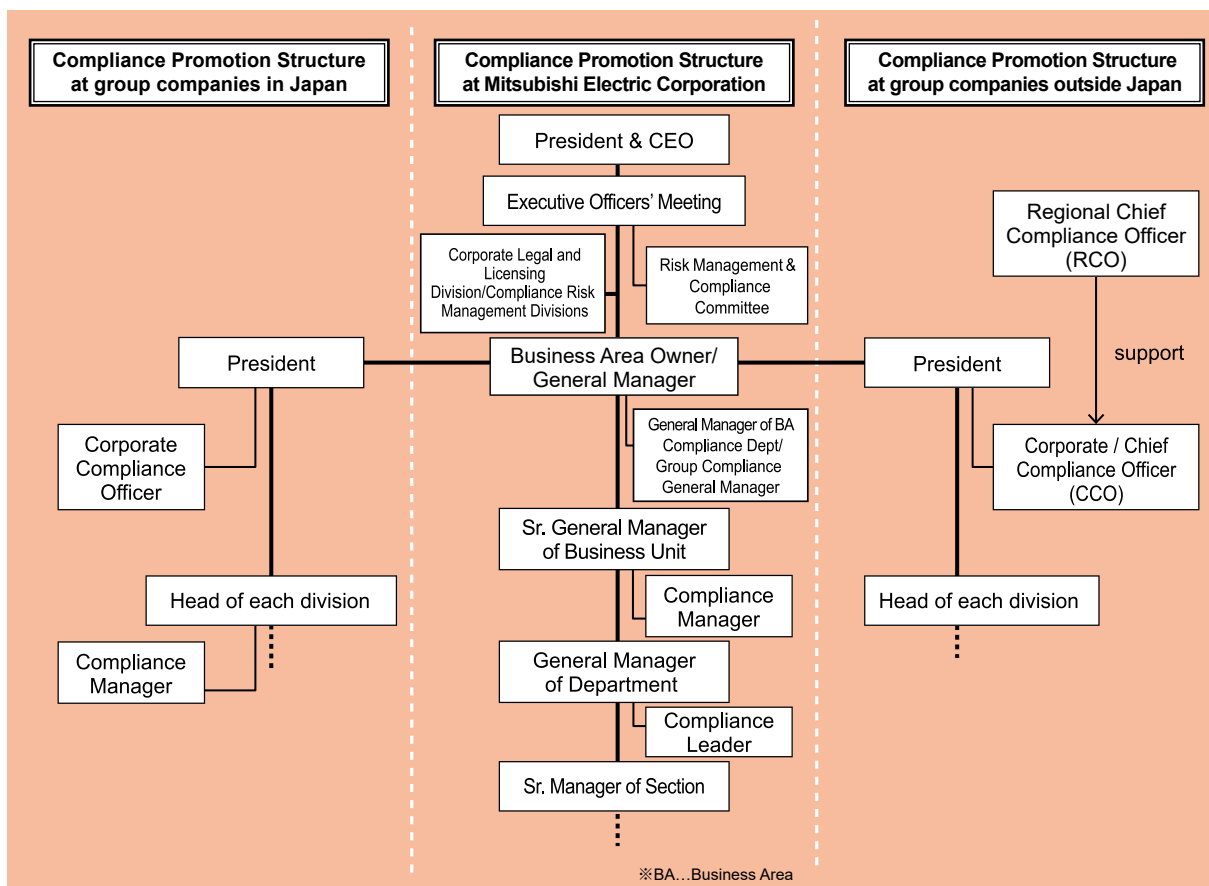 Compliance Promotion Structure
at group companies in Japan
Compliance Promotion Structure
at Mitsubishi Electric Corporation
Compliance Promotion Structure
at group companies outside Japan
President & CEO
Executive Officers' Meeting
Corporate Legal and
Licensing
Division/Compliance Risk
Management Divisions
Risk Management &
Compliance
Committee
Regional Chief
Compliance Officer
(RCO)
support
President
Business Area Owner/
General Manager
President
Corporate
Compliance
Officer
General Manager of BA
Compliance Dept/
Group Compliance
General Manager
Corporate / Chief
Compliance Officer
(CCO)
Sr. General Manager
of Business Unit
Head of each division
Compliance
Manager
Head of each division
Compliance
Manager
General Manager
of Department
Compliance
Leader
Sr. Manager of Section
※BA…Business Area